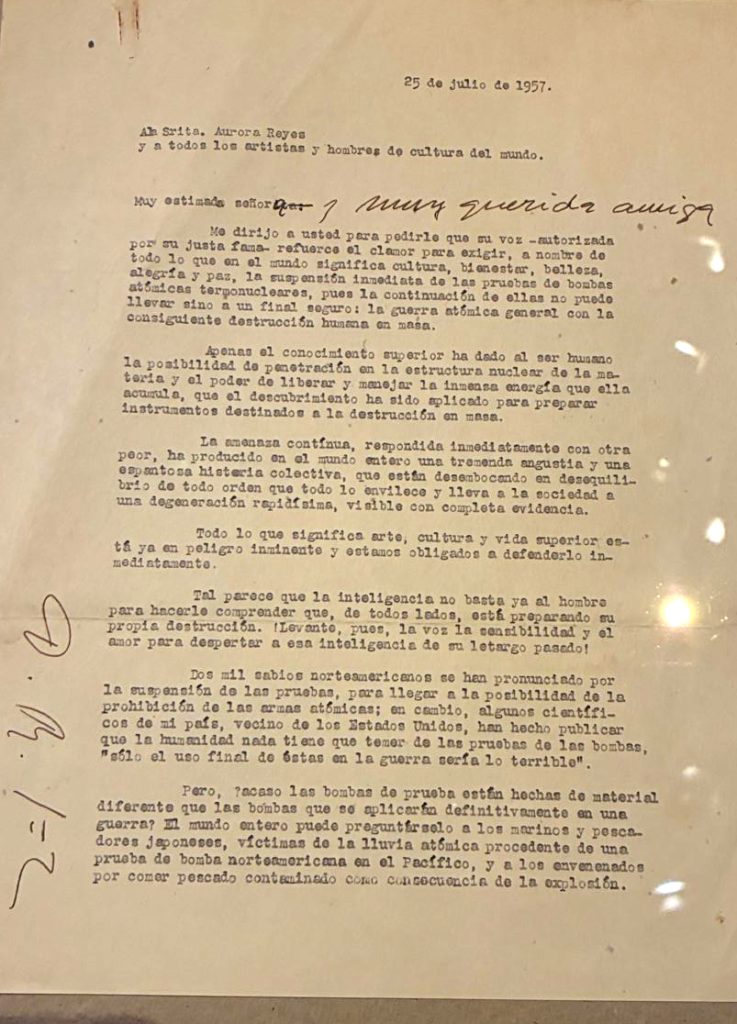 25 de julio de 1957.
A la Srita. Aurora Reyes
y a todos los artistas y hombres de cultura del mundo.
Muy estimada señora y muy querida amiga
Me dirijo a usted para pedirle que su voz -autorizada
por su justa fama- refuerce el clamor para exigir, a nombre de
todo lo que en el mundo significa cultura, bienestar, belleza,
alegría y paz, la suspensión inmediata de las pruebas de bombas
atómicas terponucleares, pues la continuación de ellas no puede
llevar sino a un final seguro: la guerra atómica general con la
consiguiente destrucción humana en masa.
Apenas el conocimiento superior ha dado al ser humano
la posibilidad de penetración en la estructura nuclear de la ma-
teria y el poder de liberar y manejar la inmensa energía que ella
acumula, que el descubrimiento ha sido aplicado para preparar
instrumentos destinados a la destrucción en masa.
La amenaza contínua, respondida inmediatamente con otra
peor, ha producido en el mundo entero una tremenda angustia y una
espantosa histeria colectiva, que están desembocando en desequili-
brio de todo orden que todo lo envilece y lleva a la sociedad a
una degeneración rapidísima, visible con completa evidencia.
Todo lo que significa arte, cultura y vida superior es-
tá ya en peligro inminente y estamos obligados a defenderlo in-
mediatamente.
Tal parece que la inteligencia no basta ya al hombre
para hacerle comprender que, de todos lados, está preparando su
propia destrucción. !Levante, pues, la voz la sensibilidad y el
amor para despertar a esa inteligencia de su letargo pasado!
Dos mil sabios norteamericanos se han pronunciado por
la suspensión de las pruebas, para llegar a la posibilidad de la
prohibición de las armas atómicas; en cambio, algunos científi-
cos de mi país, vecino de los Estados Unidos, han hecho publicar
que la humanidad nada tiene que temer de las pruebas de las bombas,
"sólo el uso final de éstas en la guerra sería lo terrible".
Pero, ?acaso las bombas de prueba están hechas de material
diferente que las bombas que se aplicarán definitivamente en una
guerra? El mundo entero puede preguntárselo a los marinos y pesca-
dores japoneses, víctimas de la lluvia atómica procedente de una
prueba de bomba norteamericana en el Pacífico, y a los envenenados
por comer pescado contaminado como consecuencia de la explosión.